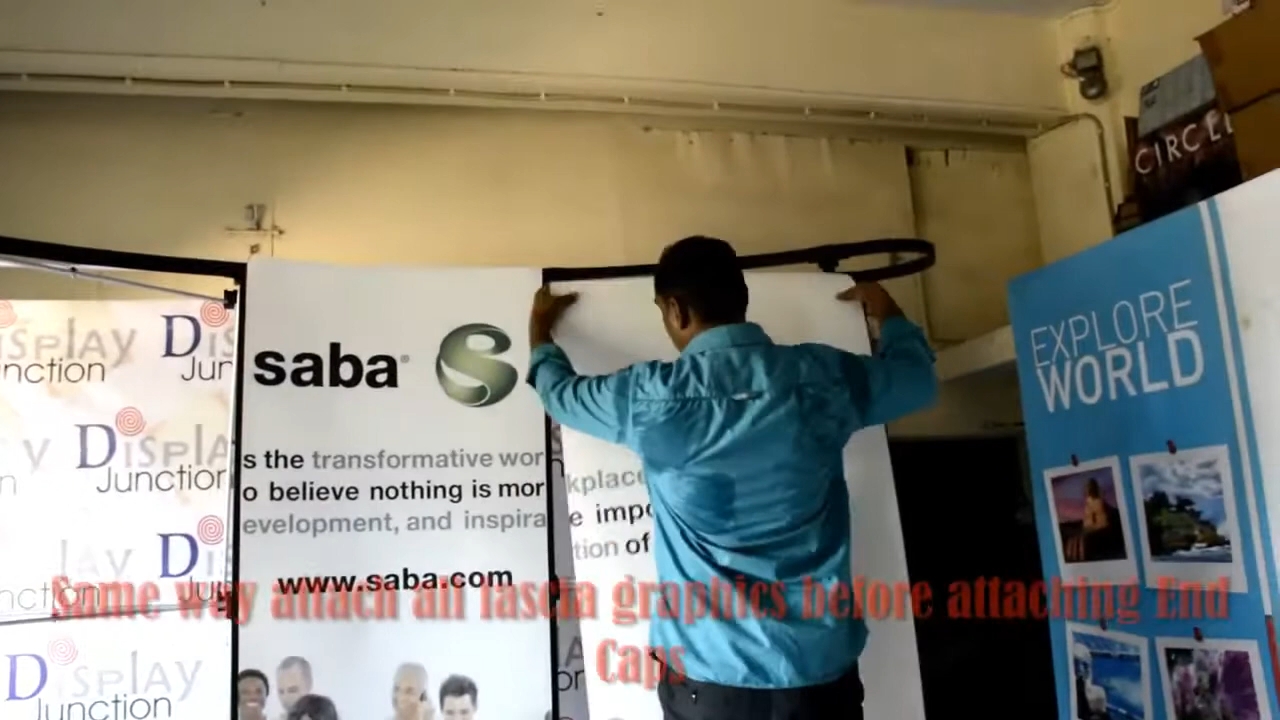 CIRCLE
EXPLORE
WORLD
saba®
DISplay
Junction
s the transformative wor
o believe nothing is mor
evelopment, and inspira
www.saba.com
kplace
e impo
tion of
DISpla
Junction
Same way attach all fascia graphics before attaching End
Caps
DISplay
Junction